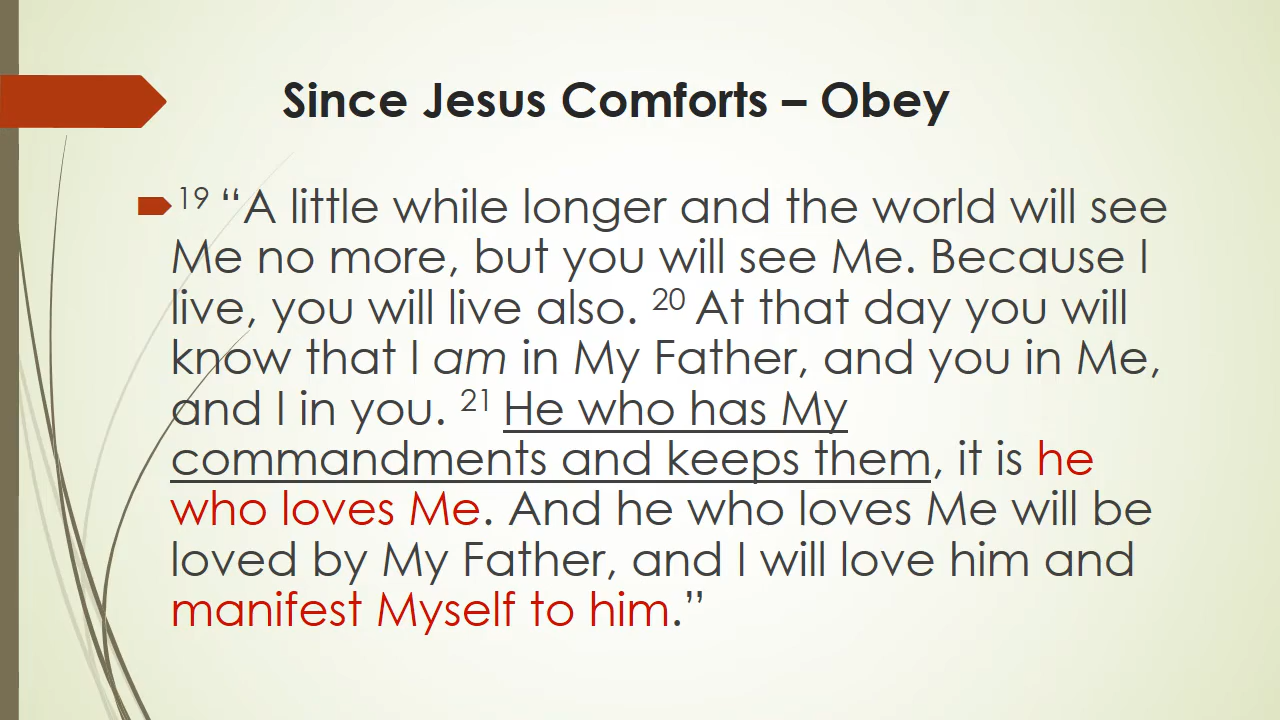 Since Jesus Comforts – Obey
19 “A little while longer and the world will see
Me no more, but you will see Me. Because I
live, you will live also. 20 At that day you will
know that I am in My Father, and you in Me,
and I in you. 21 He who has My
commandments and keeps them, it is he
who loves Me. And he who loves Me will be
loved by My Father, and I will love him and
manifest Myself to him.”